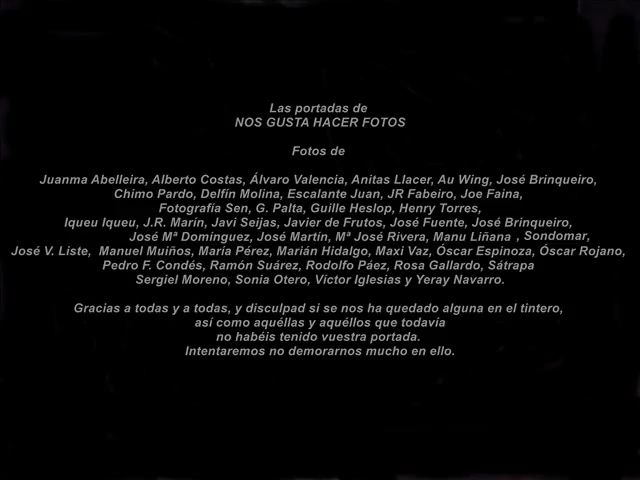 Las portadas de
NOS GUSTA HACER FOTOS
Fotos de
Juanma Abelleira, Alberto Costas, Álvaro Valencia, Anitas Llacer, Au Wing, José Brinqueiro,
Chimo Pardo, Delfín Molina, Escalante Juan, JR Fabeiro, Joe Faina,
Fotografía Sen, G. Palta, Guille Heslop, Henry Torres,
Iqueu Iqueu, J.R. Marín, Javi Seijas, Javier de Frutos, José Fuente, José Brinqueiro,
José Mª Dominguez, José Martín, Mª José Rivera, Manu Liñana , Sondomar,
José V. Liste, Manuel Muiños, María Pérez, Marián Hidalgo, Maxi Vaz, Óscar Espinoza, Óscar Rojano,
Pedro F. Condés, Ramón Suárez, Rodolfo Páez, Rosa Gallardo, Sátrapa
Sergiel Moreno, Sonia Otero, Víctor Iglesias y Yeray Navarro.
Gracias a todas y a todas, y disculpad si se nos ha quedado alguna en el tintero,
así como aquéllas y aquéllos que todavía
no habéis tenido vuestra portada.
Intentaremos no demorarnos mucho en ello.